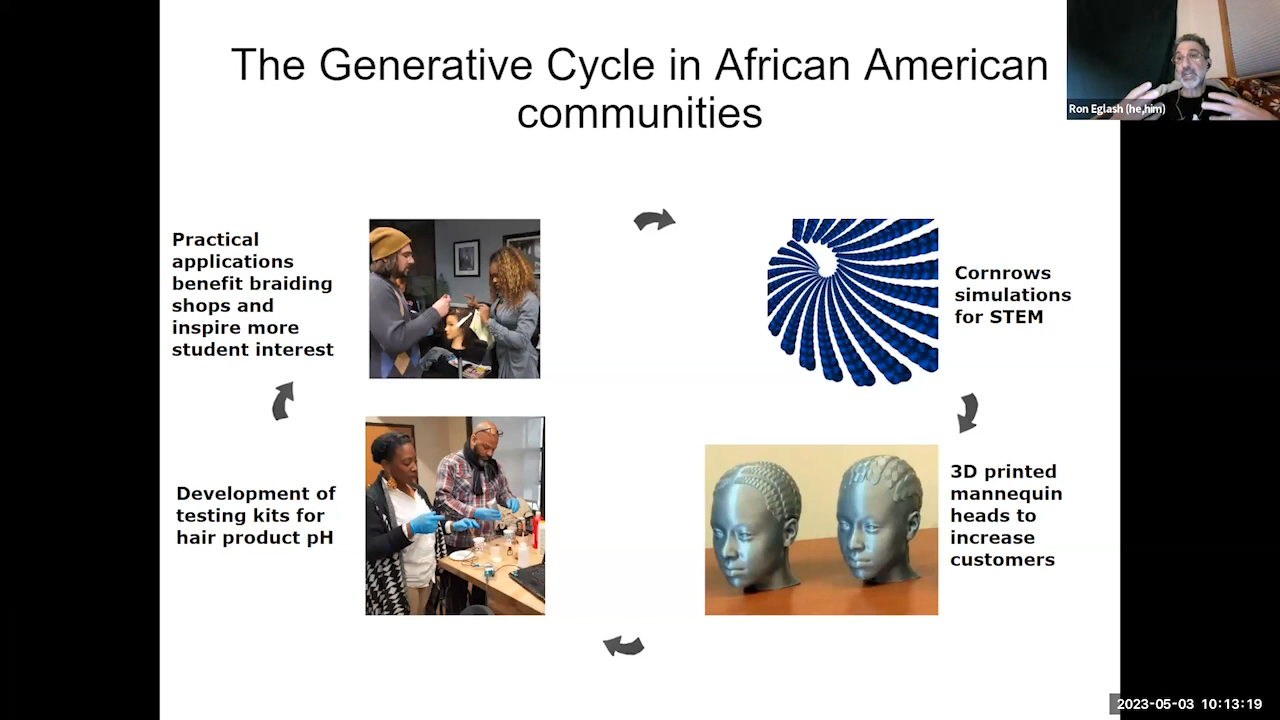 The Generative Cycle in African American
communities
Ron Eglash (he,him)
Practical
applications
benefit braiding
shops and
inspire more
student interest
Cornrows
simulations
for STEM
Development of
testing kits for
hair product pH
3D printed
mannequin
heads to
increase
customers
2023-05-03 10:13:19